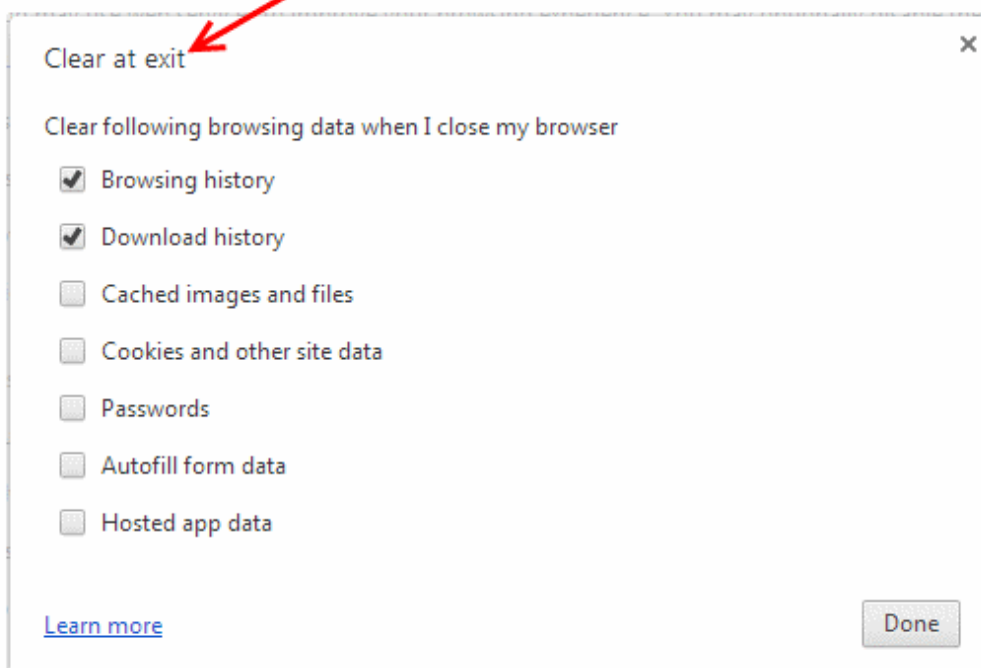 Clear at exit
Clear following browsing data when I close my browser
Browsing history
Download history
Cached images and files
Cookies and other site data
Passwords
Autofill form data
Hosted app data
Learn more
Done